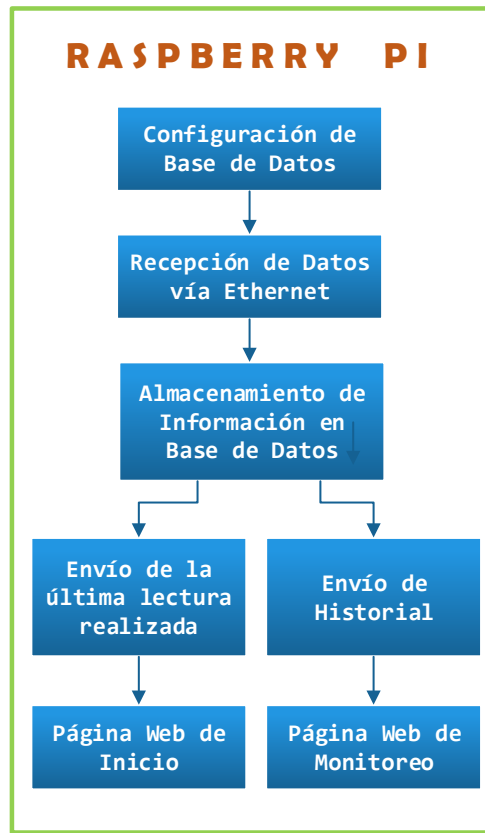 RASPBERRY PI
Configuración de
Base de Datos
Recepción de Datos
vía Ethernet
Almacenamiento de
Información en
Base de Datos
Envío de la
última lectura
realizada
Envío de
Historial
Página Web de
Inicio
Página Web de
Monitoreo